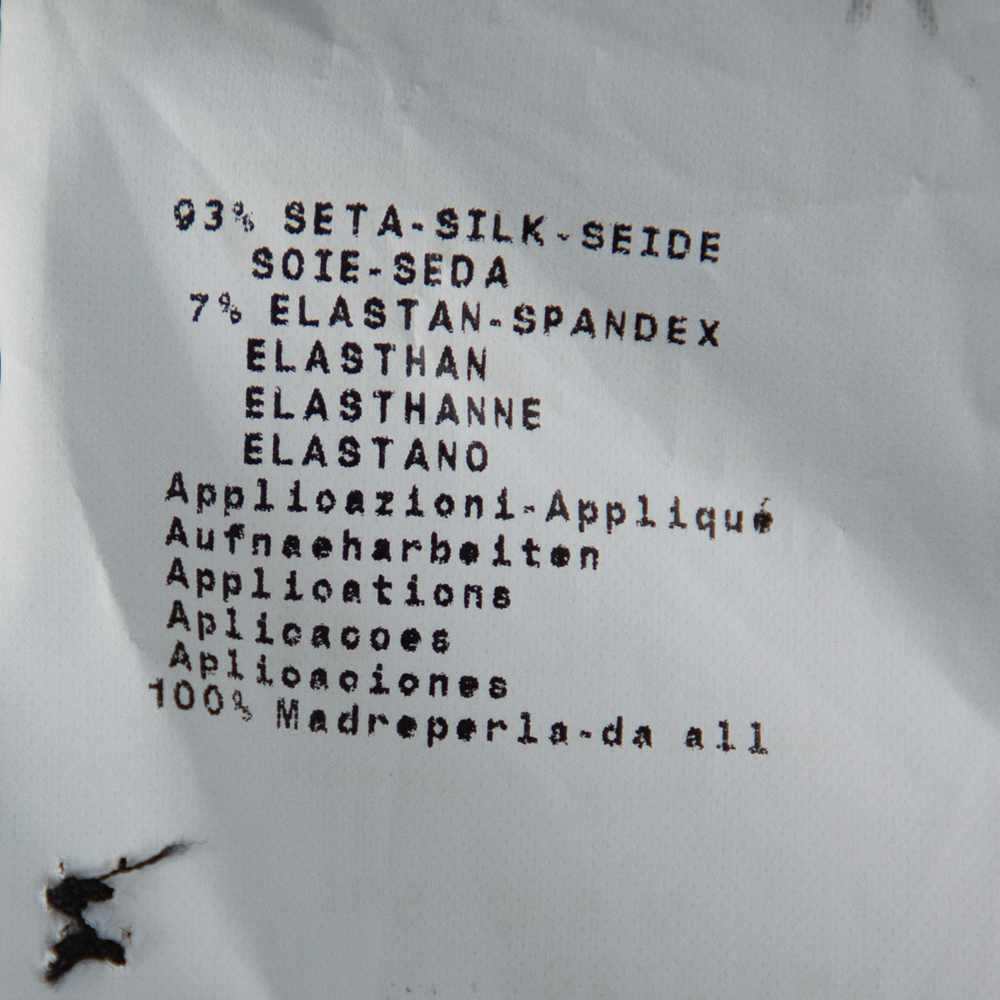 93% SETA-SILK-SEIDE
SOIE-SEDA
7% ELASTAN-SPANDEX
ELASTHAN
ELASTHANNE
ELASTANO
Applicazioni-Appliqué
Aufnaeharbeiten
Applications
Aplicacoes
Aplicaciones
100% Madreperla-da all